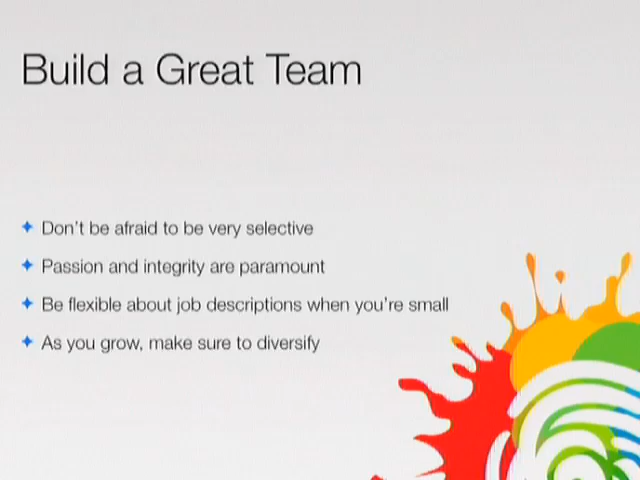 Build a Great Team
Don't be afraid to be very selective
Passion and integrity are paramount
Be flexible about job descriptions when you're small
As you grow, make sure to diversify